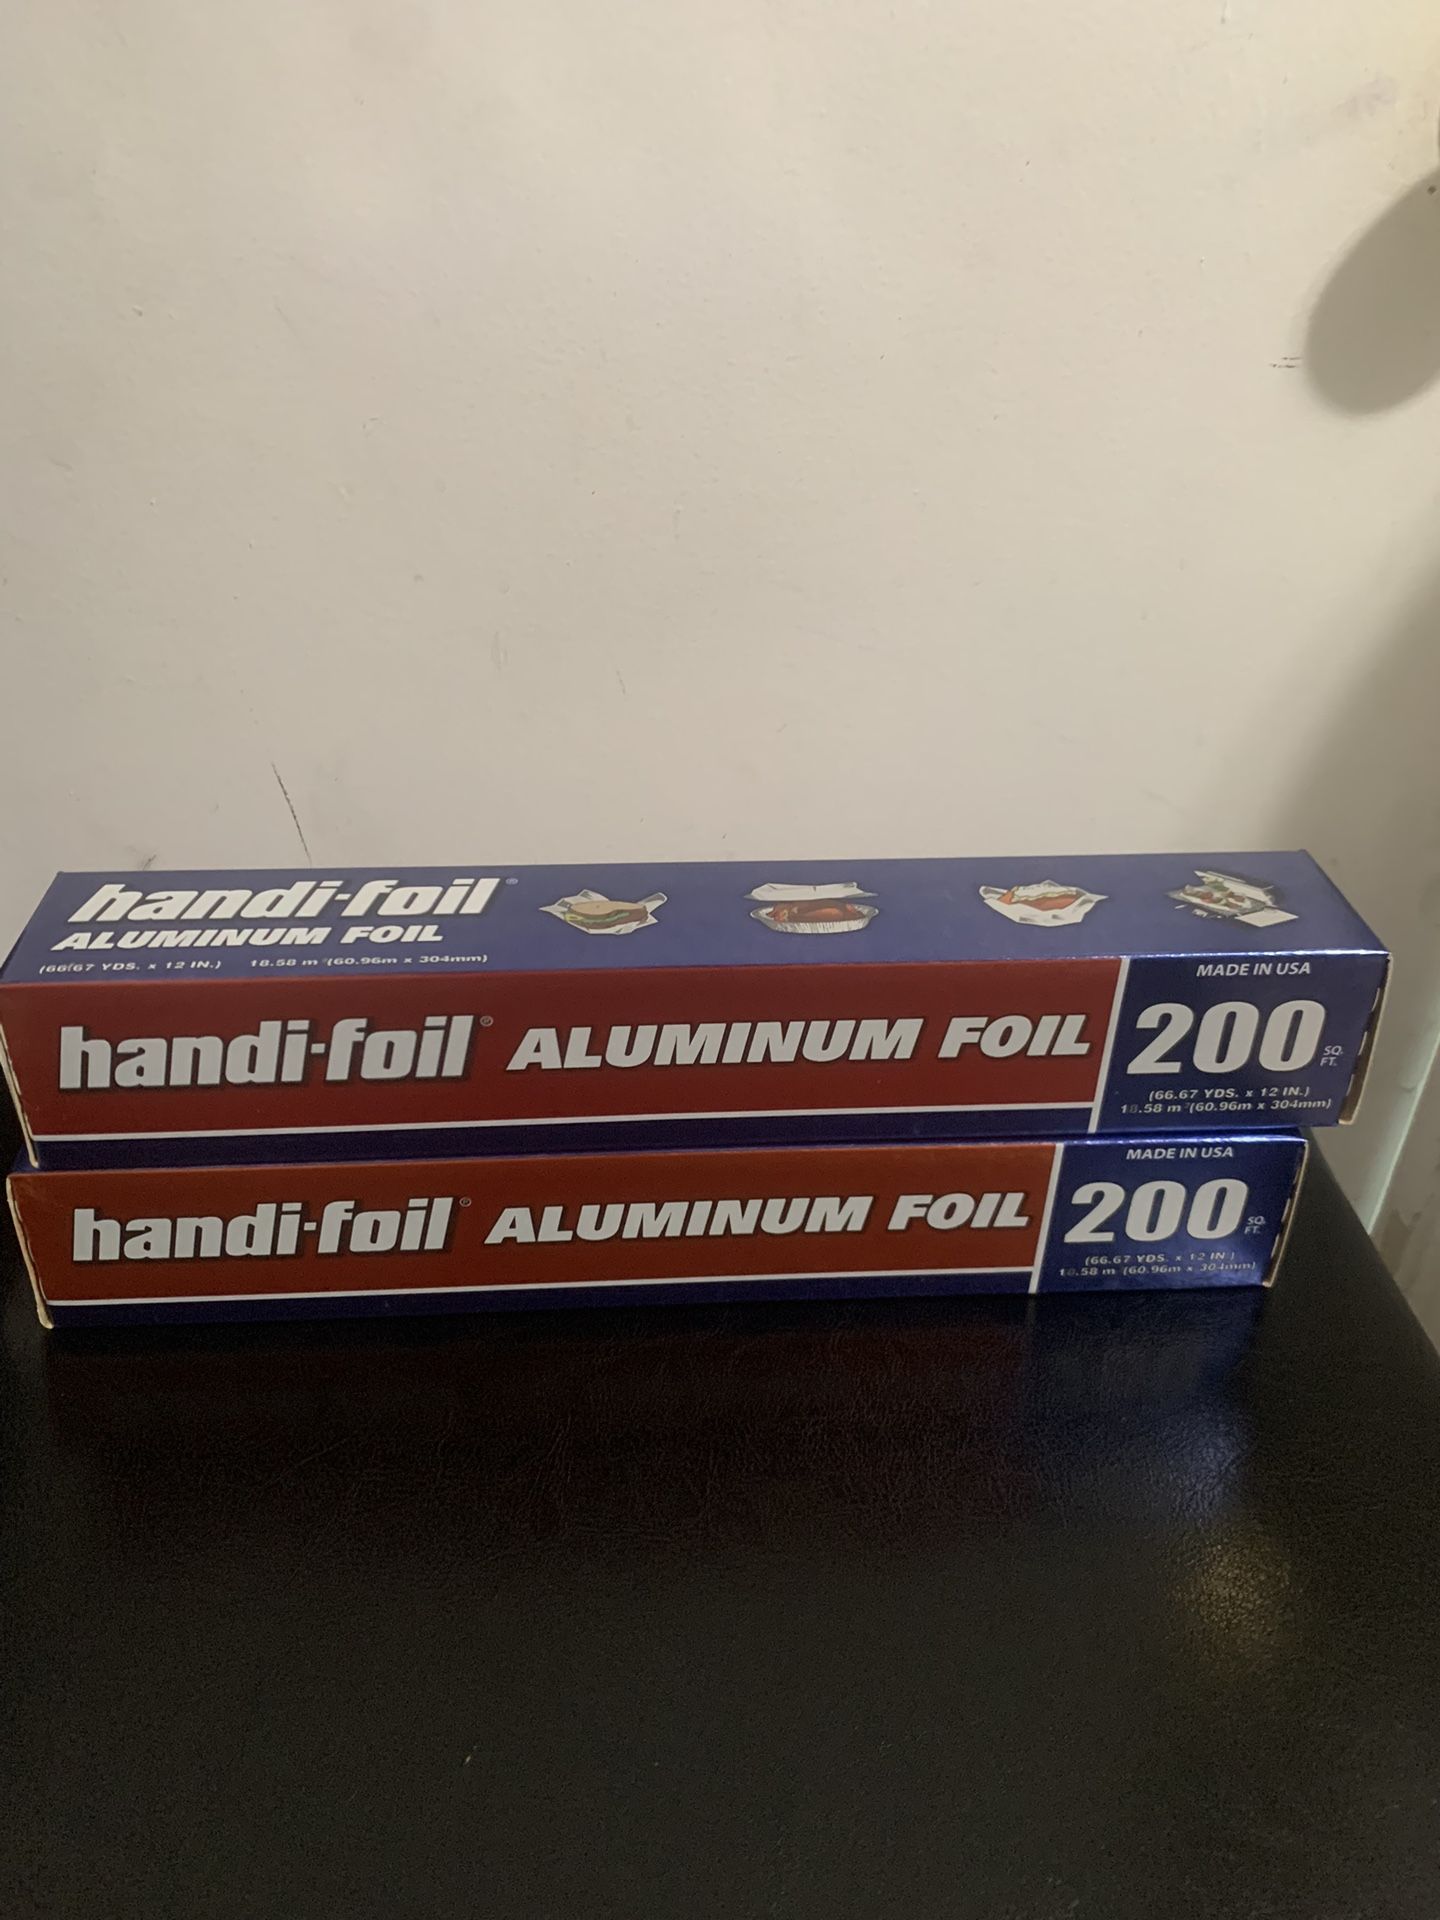 handi-foil®
ALUMINUM FOIL
(66.67 YDS. x 12 IN.) 18.58 m² (60.96m x 304mm)
handi-foil® ALUMINUM FOIL
MADE IN USA
200 SQ. FT.
(66.67 YDS. x 12 IN.)
18.58 m² (60.96m x 304mm)
handi-foil® ALUMINUM FOIL
MADE IN USA
200 SQ. FT.
(66.67 YDS. x 12 IN.)
18.58 m² (60.96m x 304mm)